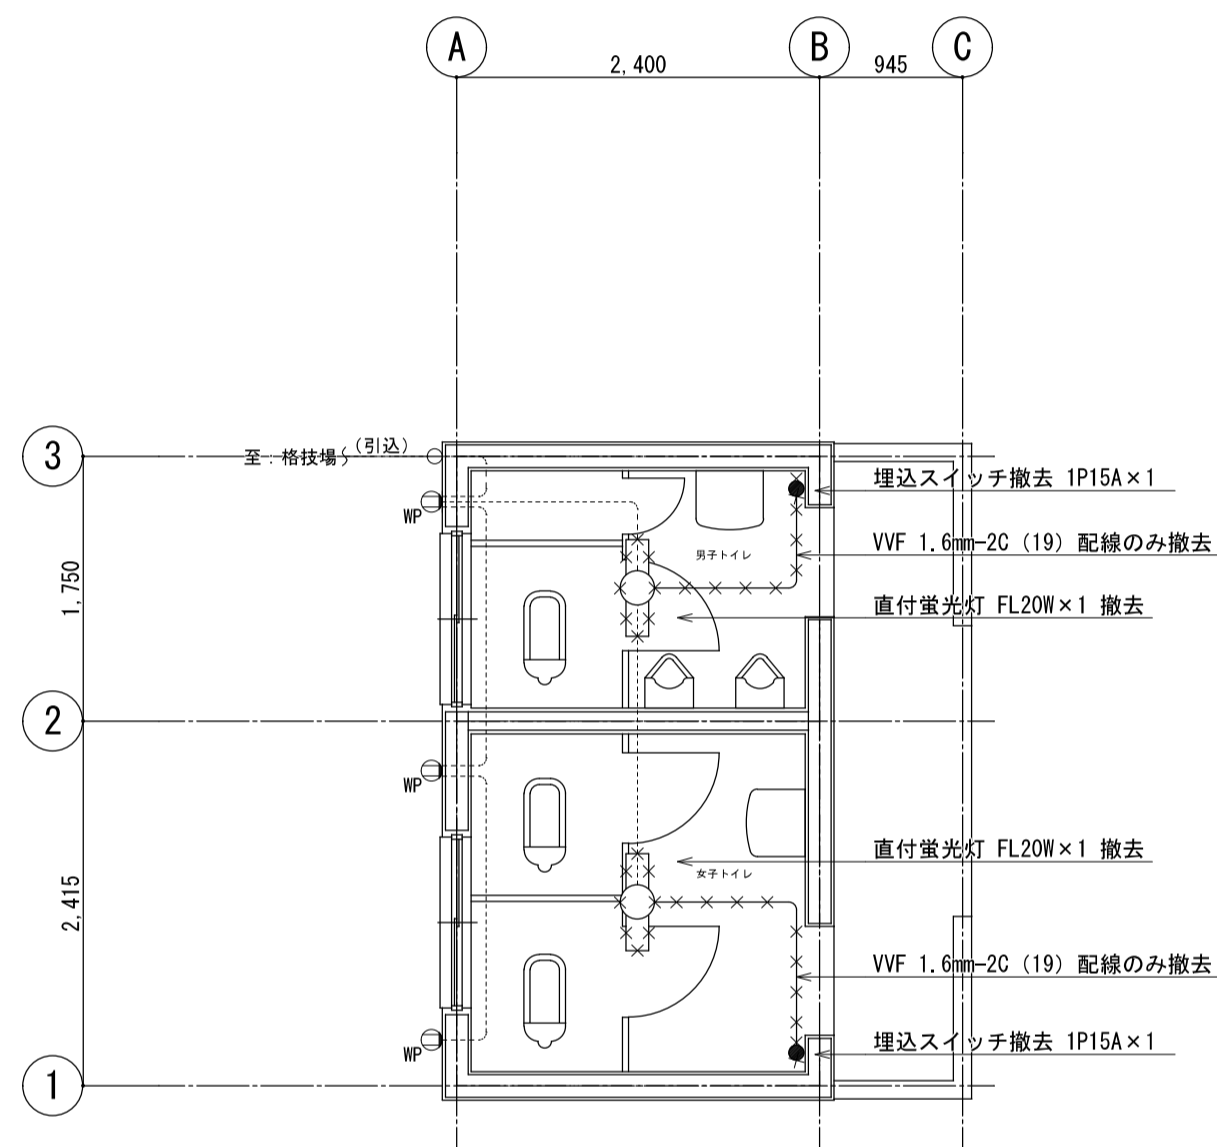 A
B
C
2,400
945
3
至：格技場
(引込)
埋込スイッチ撤去 1P15A×1
WP
VVF 1.6mm-2C (19) 配線のみ撤去
男子トイレ
1,750
直付蛍光灯 FL20W×1 撤去
2
WP
直付蛍光灯 FL20W×1 撤去
女子トイレ
2,415
VVF 1.6mm-2C (19) 配線のみ撤去
埋込スイッチ撤去 1P15A×1
WP
1